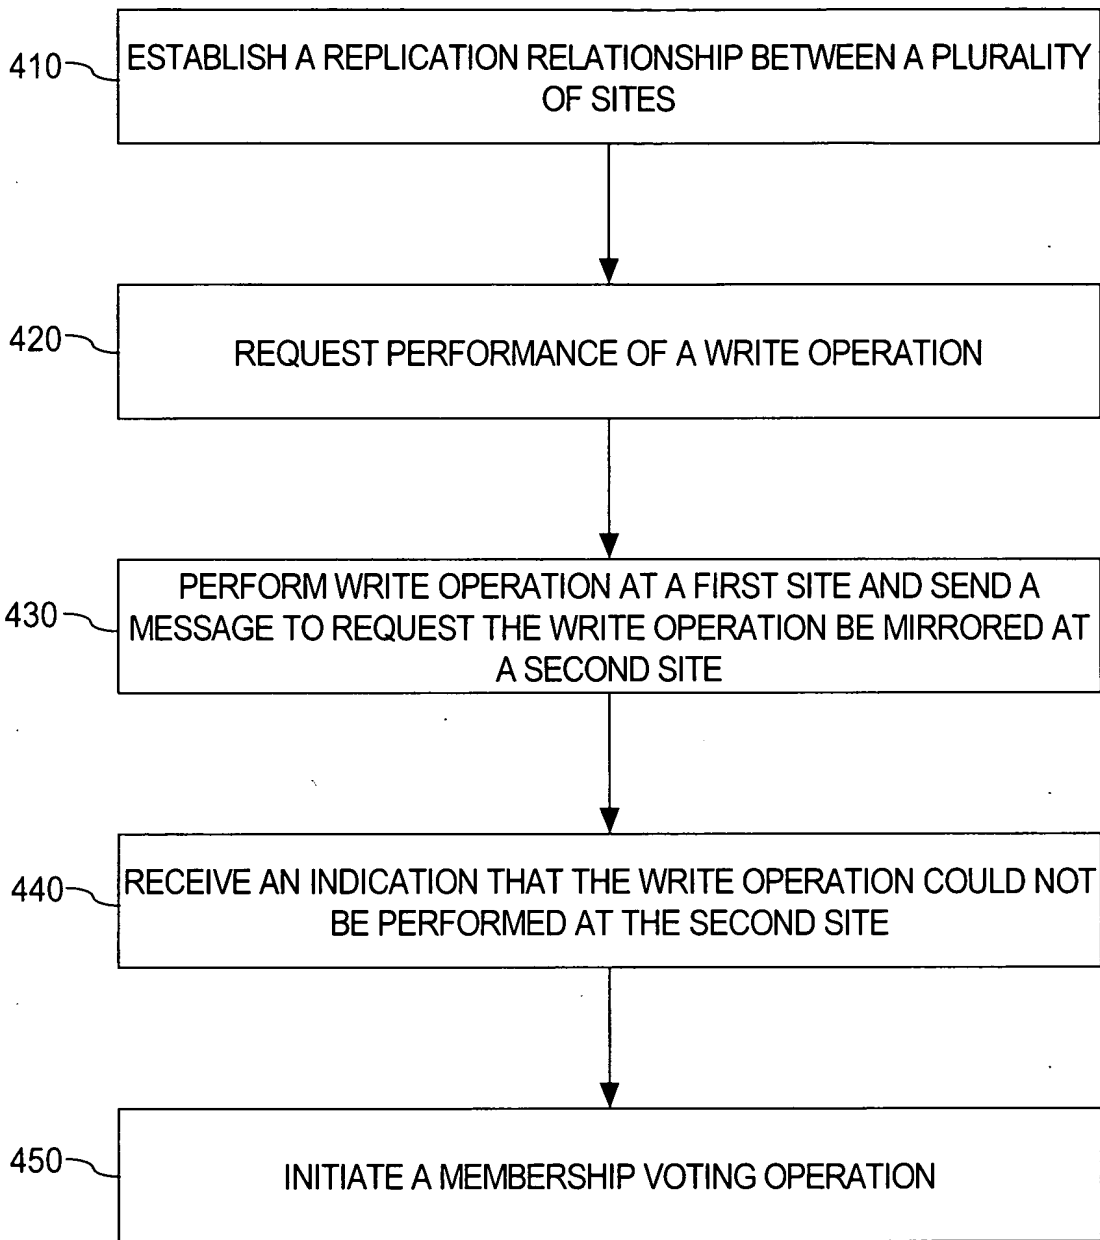 410
ESTABLISH A REPLICATION RELATIONSHIP BETWEEN A PLURALITY
OF SITES
420
REQUEST PERFORMANCE OF A WRITE OPERATION
430
PERFORM WRITE OPERATION AT A FIRST SITE AND SEND A
MESSAGE TO REQUEST THE WRITE OPERATION BE MIRRORED AT
A SECOND SITE
440
RECEIVE AN INDICATION THAT THE WRITE OPERATION COULD NOT
BE PERFORMED AT THE SECOND SITE
450
INITIATE A MEMBERSHIP VOTING OPERATION